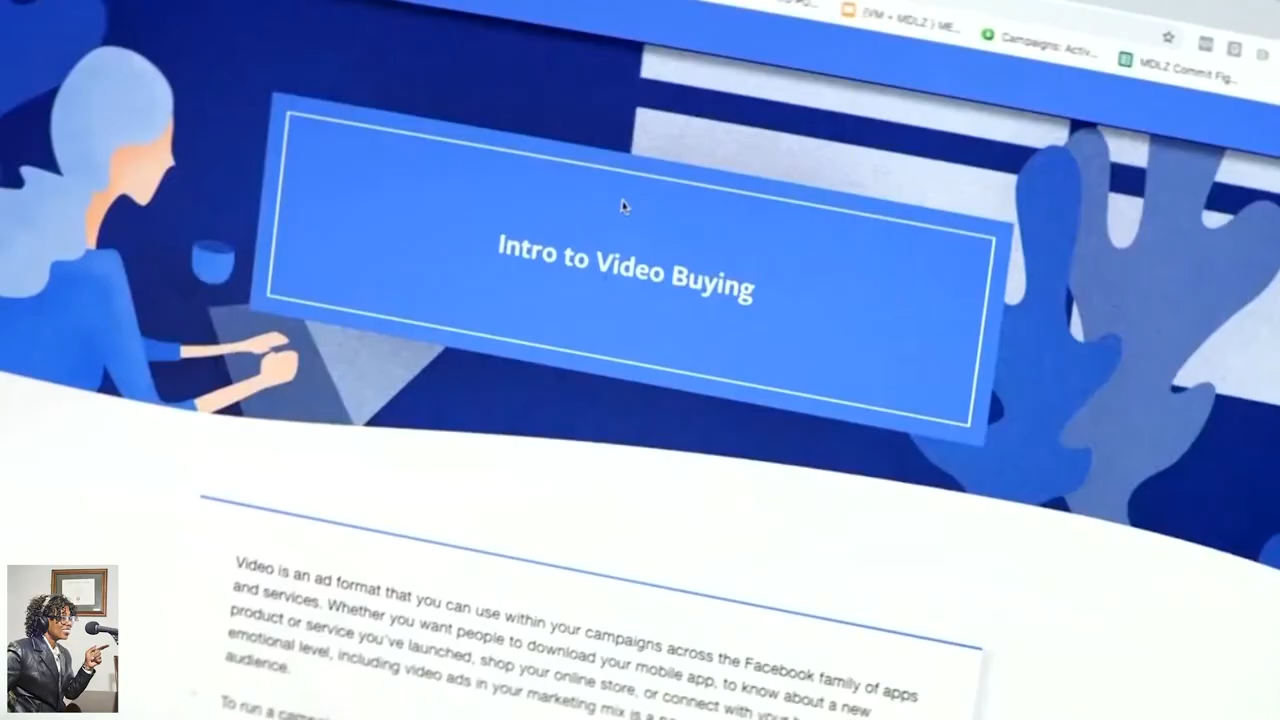 (VM + MDLZ ) ME...
Campaigns: Activ...
MDLZ Commit Fig...
Intro to Video Buying
Video is an ad format that you can use within your campaigns across the Facebook family of apps
and services. Whether you want people to download your mobile app, to know about a new
product or service you've launched, shop your online store, or connect with your
emotional level, including video ads in your marketing mix is a
audience.
To run a